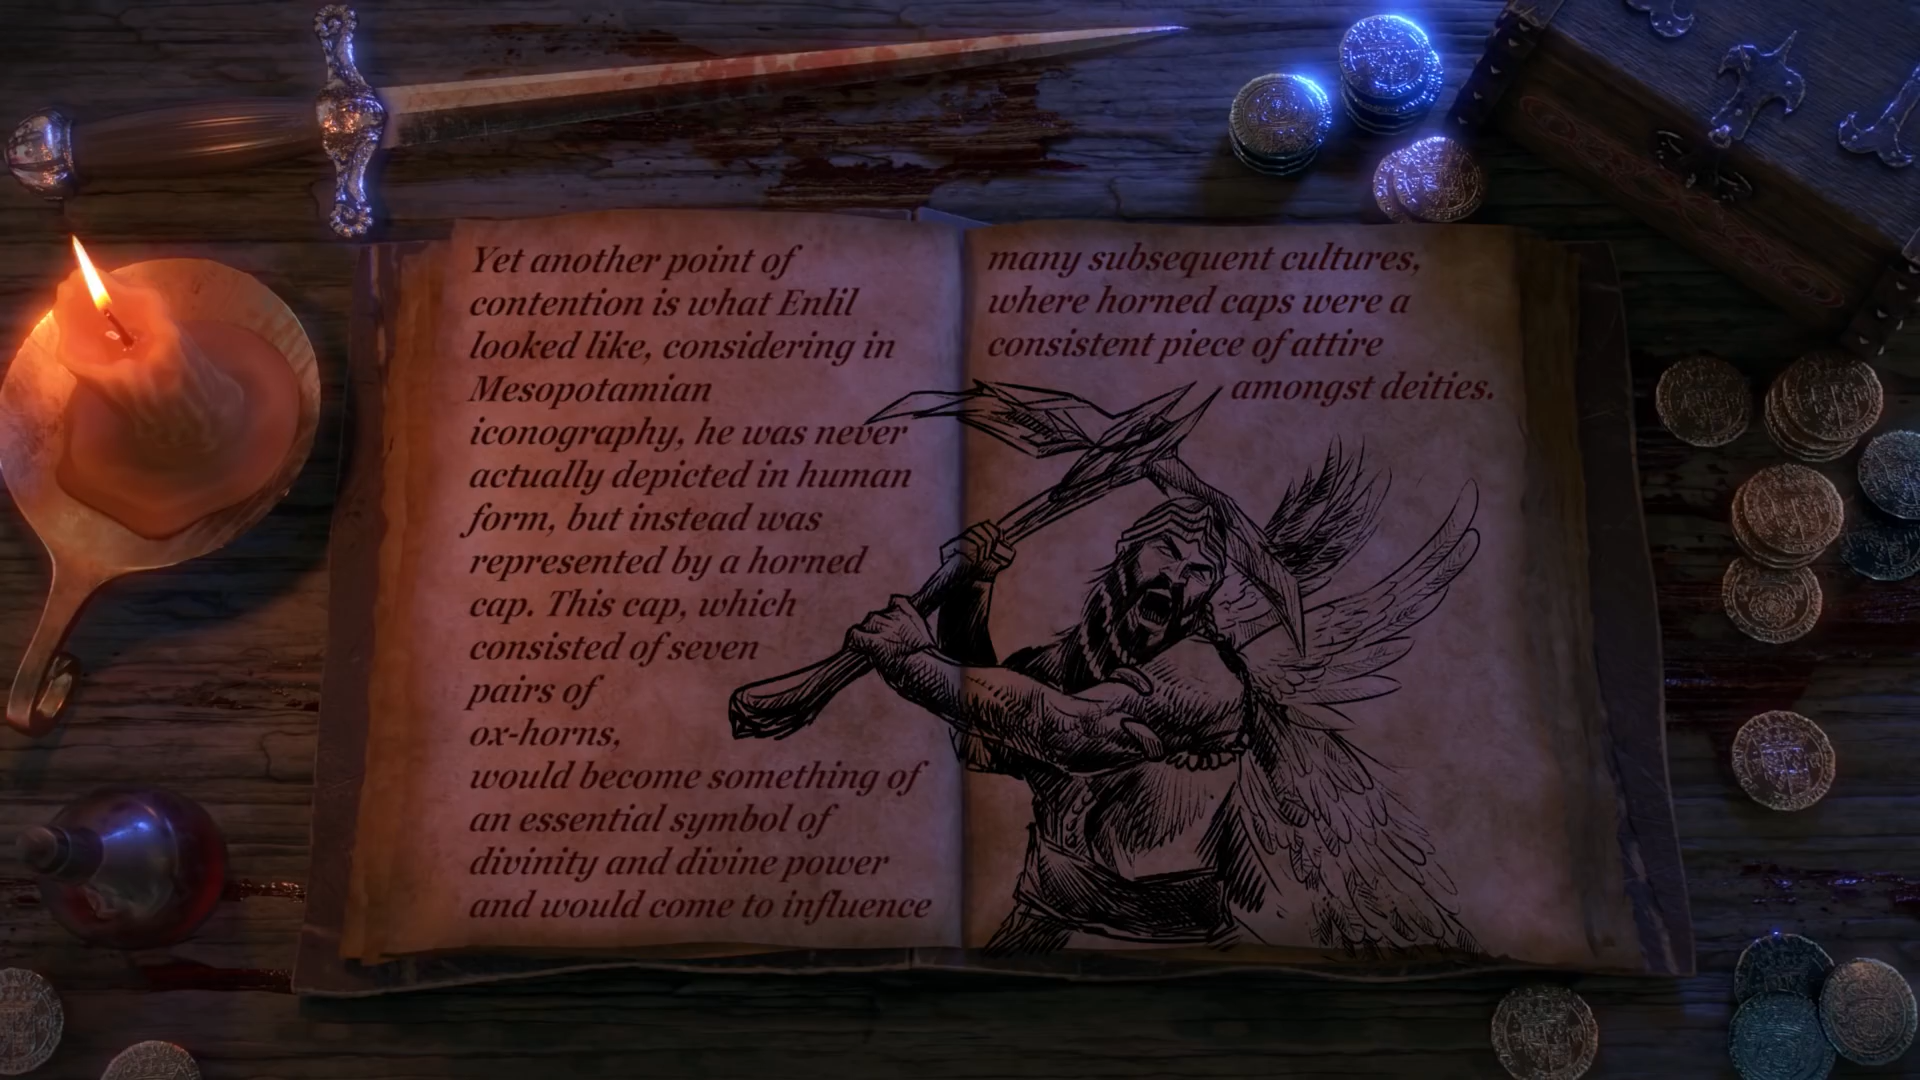 Yet another point of
contention is what Enlil
looked like, considering in
Mesopotamian
iconography, he was never
actually depicted in human
form, but instead was
represented by a horned
cap. This cap, which
consisted of seven
pairs of
ox-horns,
would become something of
an essential symbol of
divinity and divine power
and would come to influence
many subsequent cultures,
where horned caps were a
consistent piece of attire
amongst deities.